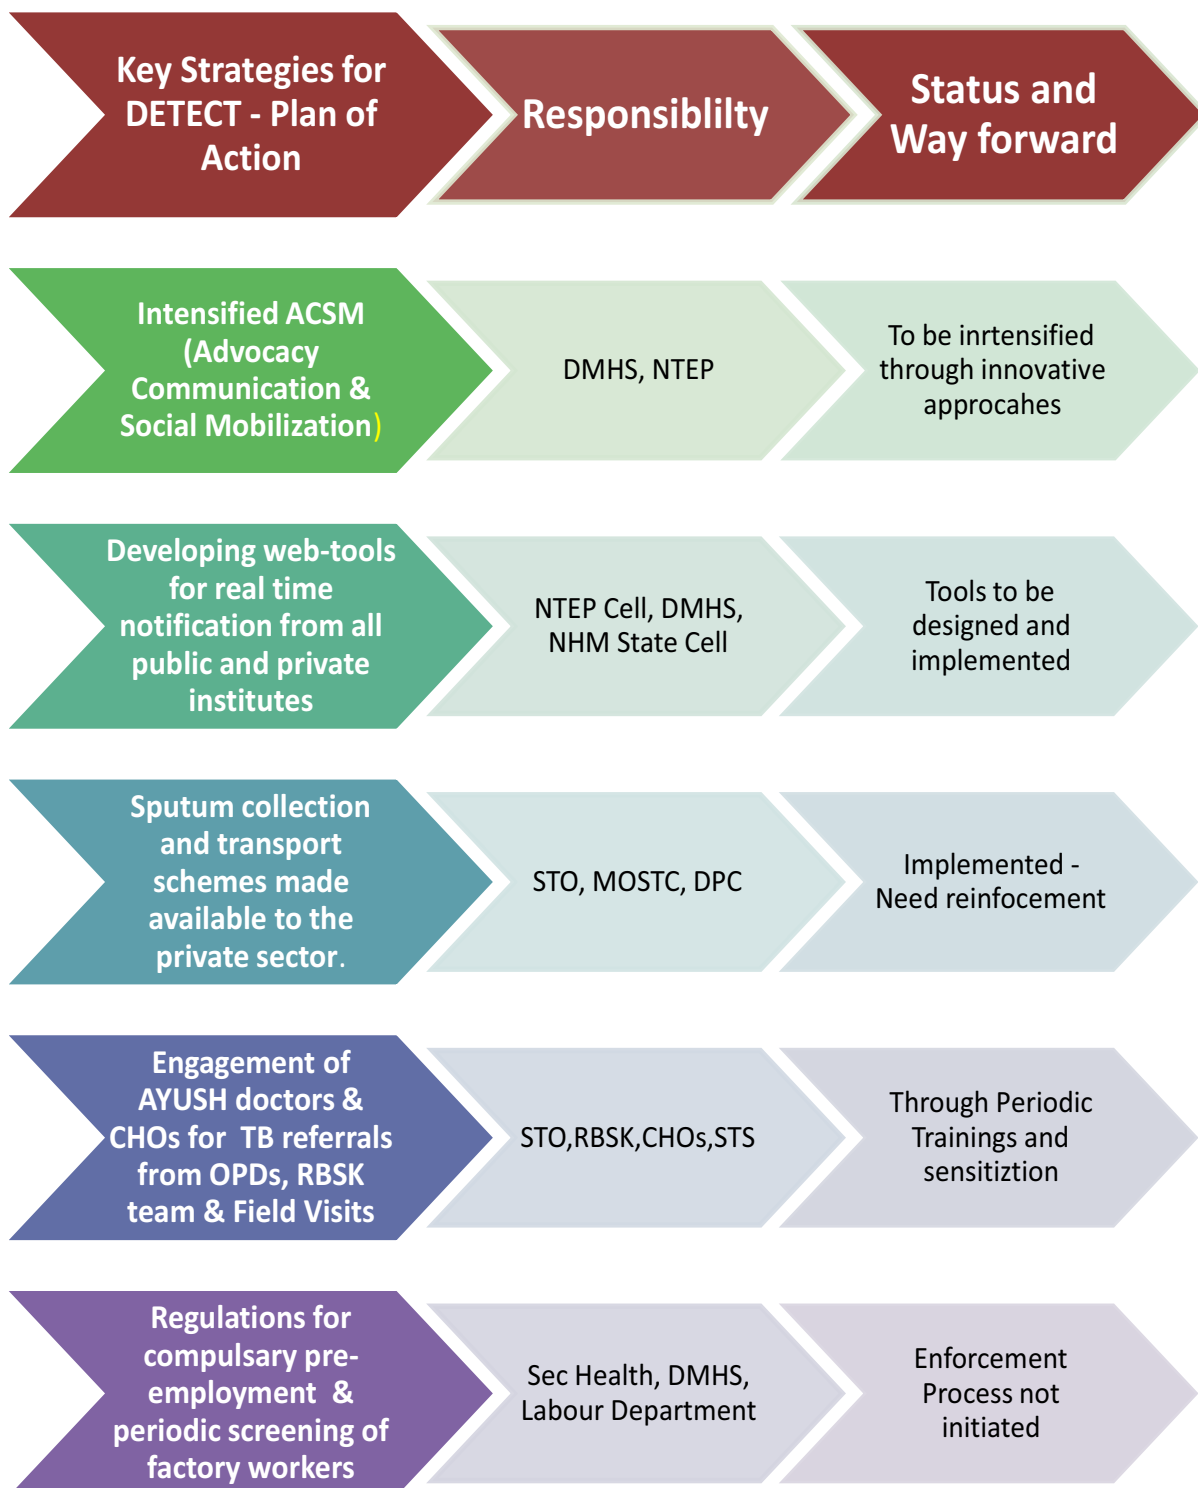 Key Strategies for
DETECT - Plan of
Action
Responsiblilty
Status and
Way forward
Intensified ACSM
(Advocacy
Communication &
Social Mobilization)
DMHS, NTEP
To be inrtensified
through innovative
approcahes
Developing web-tools
for real time
notification from all
public and private
institutes
NTEP Cell, DMHS,
NHM State Cell
Tools to be
designed and
implemented
Sputum collection
and transport
schemes made
available to the
private sector.
STO, MOSTC, DPC
Implemented -
Need reinfocement
Engagement of
AYUSH doctors &
CHOs for TB referrals
from OPDs, RBSK
team & Field Visits
STO,RBSK,CHOs,STS
Through Periodic
Trainings and
sensitiztion
Regulations for
compulsary pre-
employment &
periodic screening of
factory workers
Sec Health, DMHS,
Labour Department
Enforcement
Process not
initiated